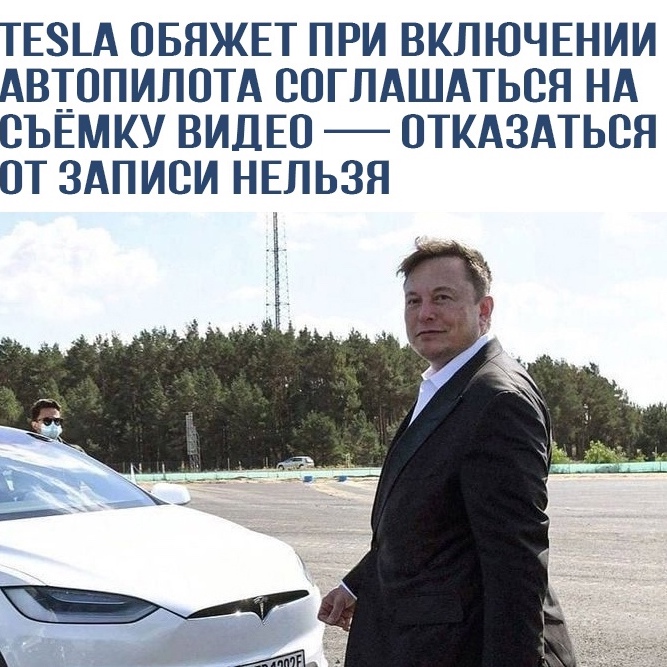 TESLA ОБЯЖЕТ ПРИ ВКЛЮЧЕНИИ
АВТОПИЛОТА СОГЛАШАТЬСЯ НА
СЪЁМКУ ВИДЕО — ОТКАЗАТЬСЯ
ОТ ЗАПИСИ НЕЛЬЗЯ